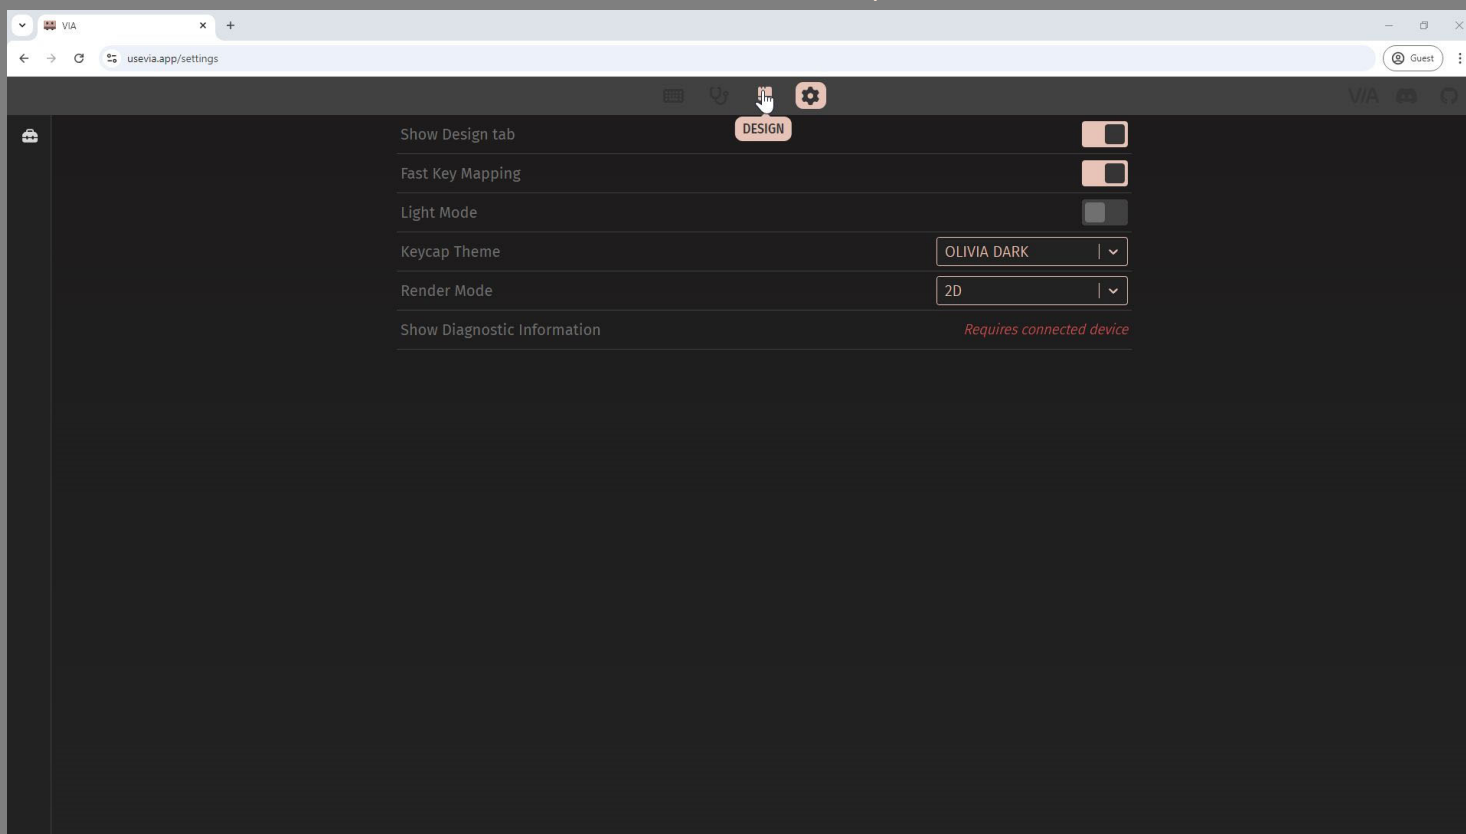 VIA
usevia.app/settings
Guest
VIA
DESIGN
Show Design tab
Fast Key Mapping
Light Mode
Keycap Theme OLIVIA DARK
Render Mode 2D
Show Diagnostic Information Requires connected device